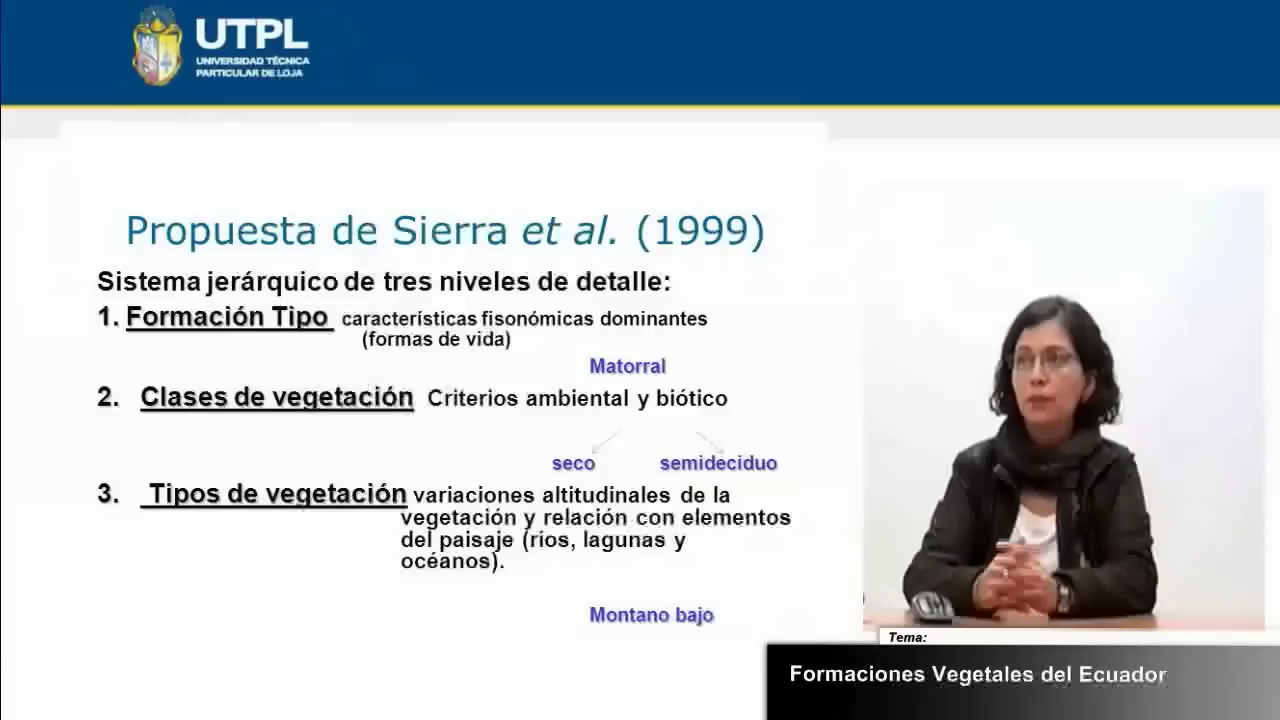 UTPL
UNIVERSIDAD TÉCNICA
PARTICULAR DE LOJA
Propuesta de Sierra et al. (1999)
Sistema jerárquico de tres niveles de detalle:
1. Formación Tipo características fisonómicas dominantes
(formas de vida)
Matorral
2. Clases de vegetación Criterios ambiental y biótico
seco semideciduo
3. Tipos de vegetación variaciones altitudinales de la
vegetación y relación con elementos
del paisaje (ríos, lagunas y
océanos).
Montano bajo
Tema:
Formaciones Vegetales del Ecuador